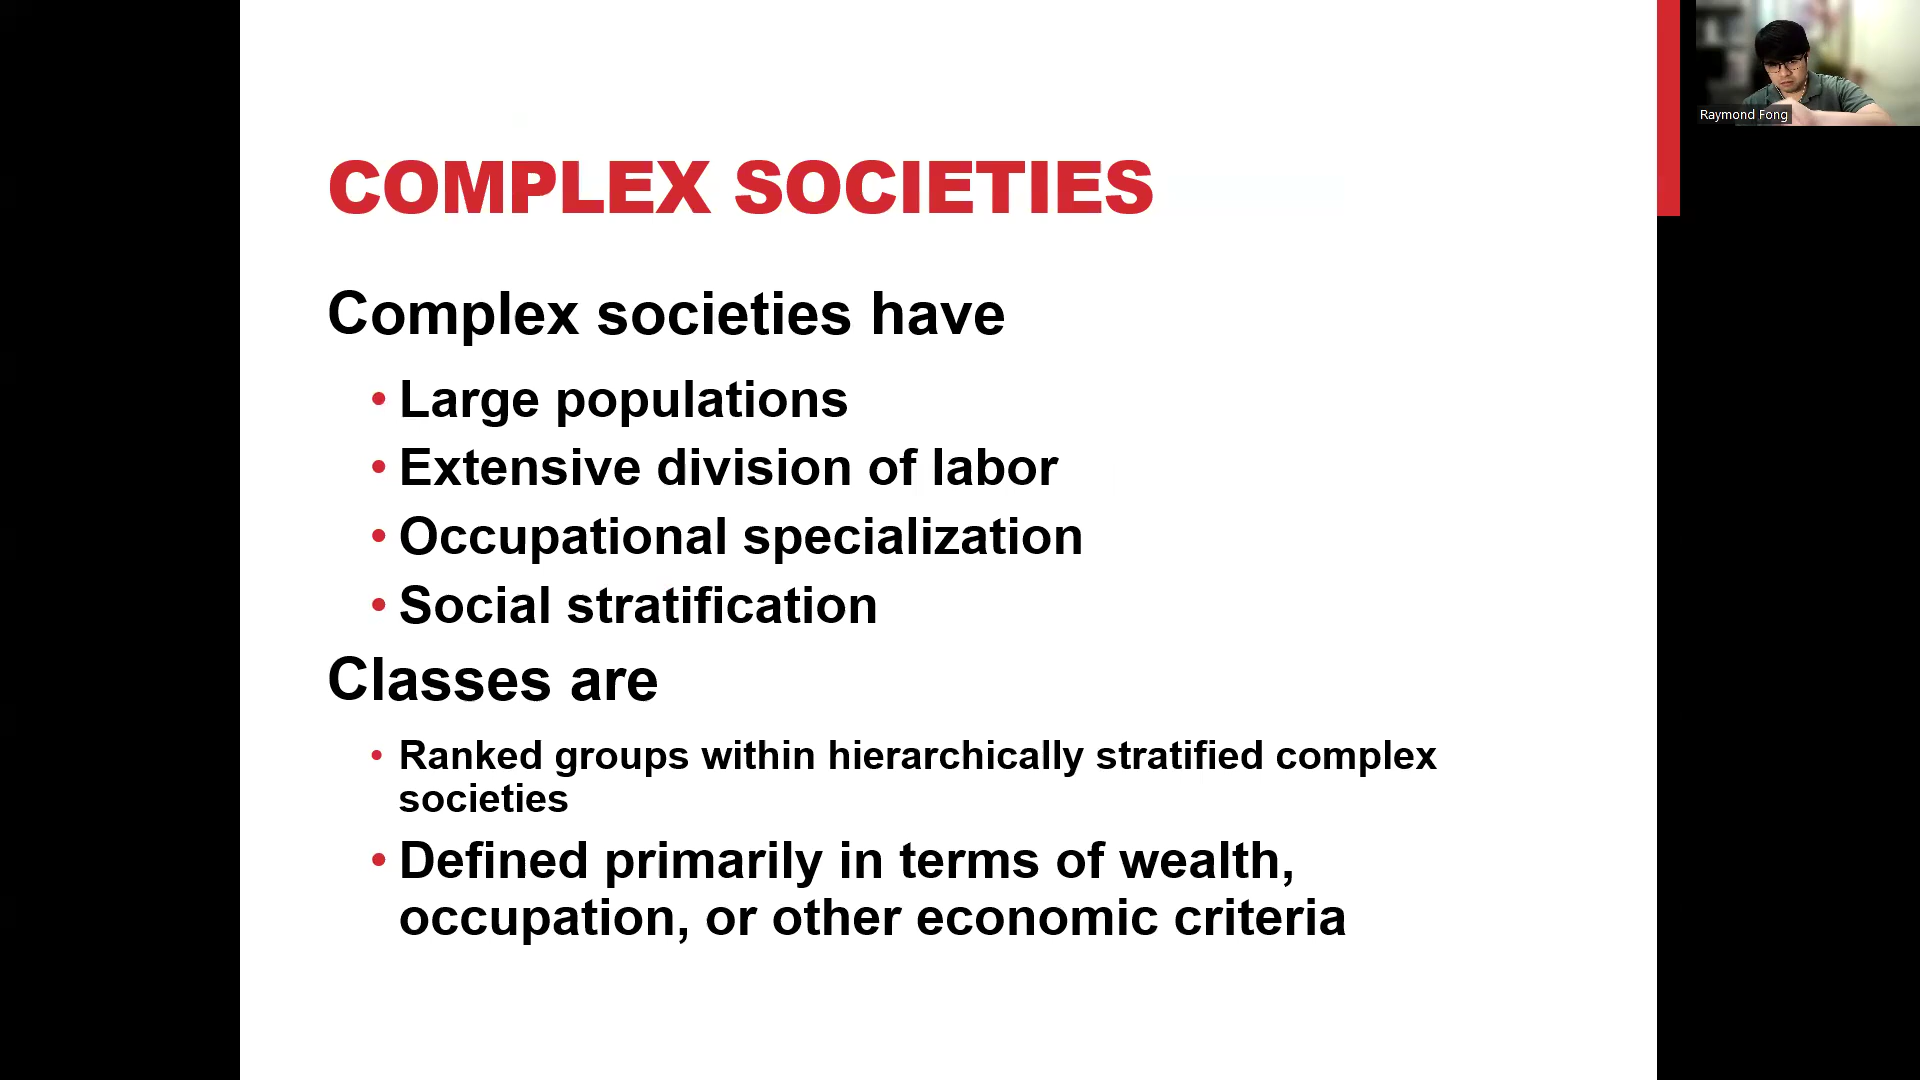 Raymond Fong
COMPLEX SOCIETIES
Complex societies have
• Large populations
• Extensive division of labor
• Occupational specialization
• Social stratification
Classes are
• Ranked groups within hierarchically stratified complex
societies
• Defined primarily in terms of wealth,
occupation, or other economic criteria